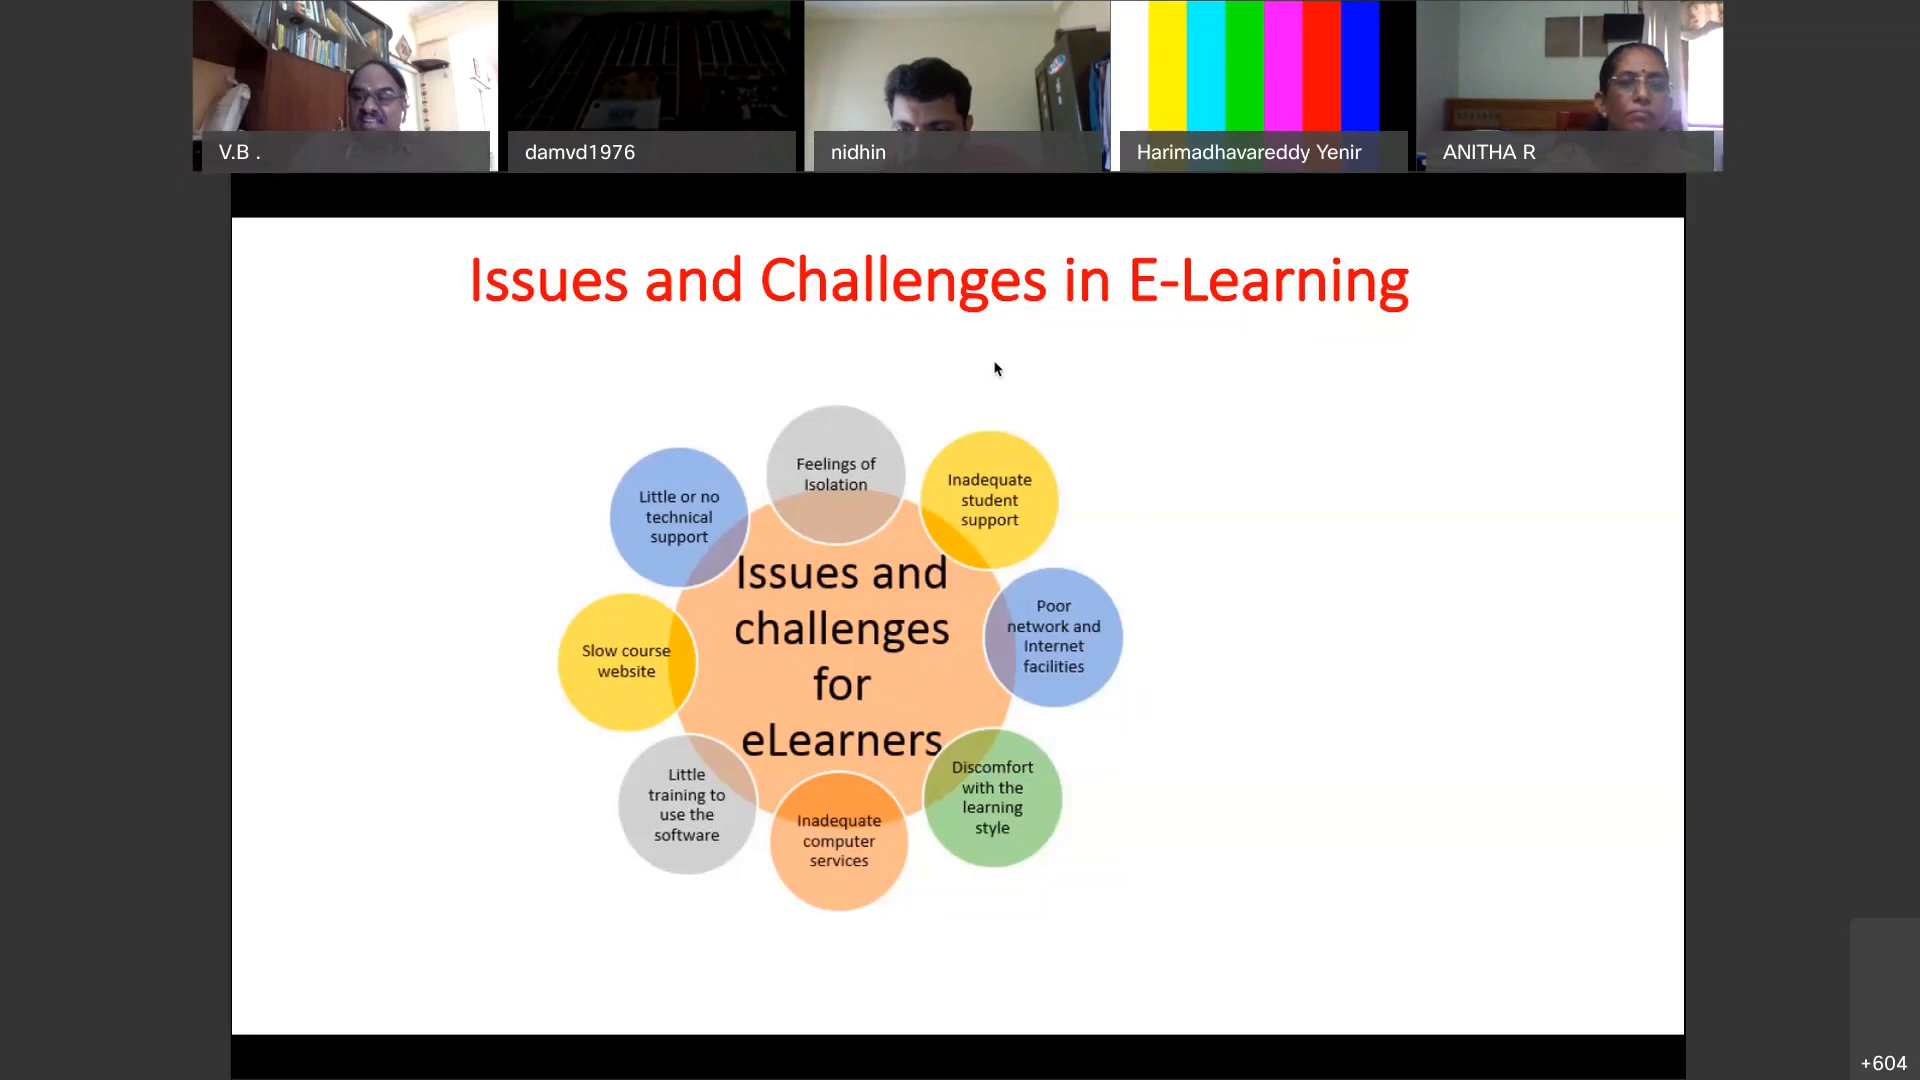 V.B .
damvd1976
nidhin
Harimadhavareddy Yenir
ANITHA R
Issues and Challenges in E-Learning
Feelings of
Isolation
Inadequate
student
support
Poor
network and
Internet
facilities
Discomfort
with the
learning
style
Inadequate
computer
services
Little
training to
use the
software
Slow course
website
Little or no
technical
support
Issues and
challenges
for
eLearners
+604